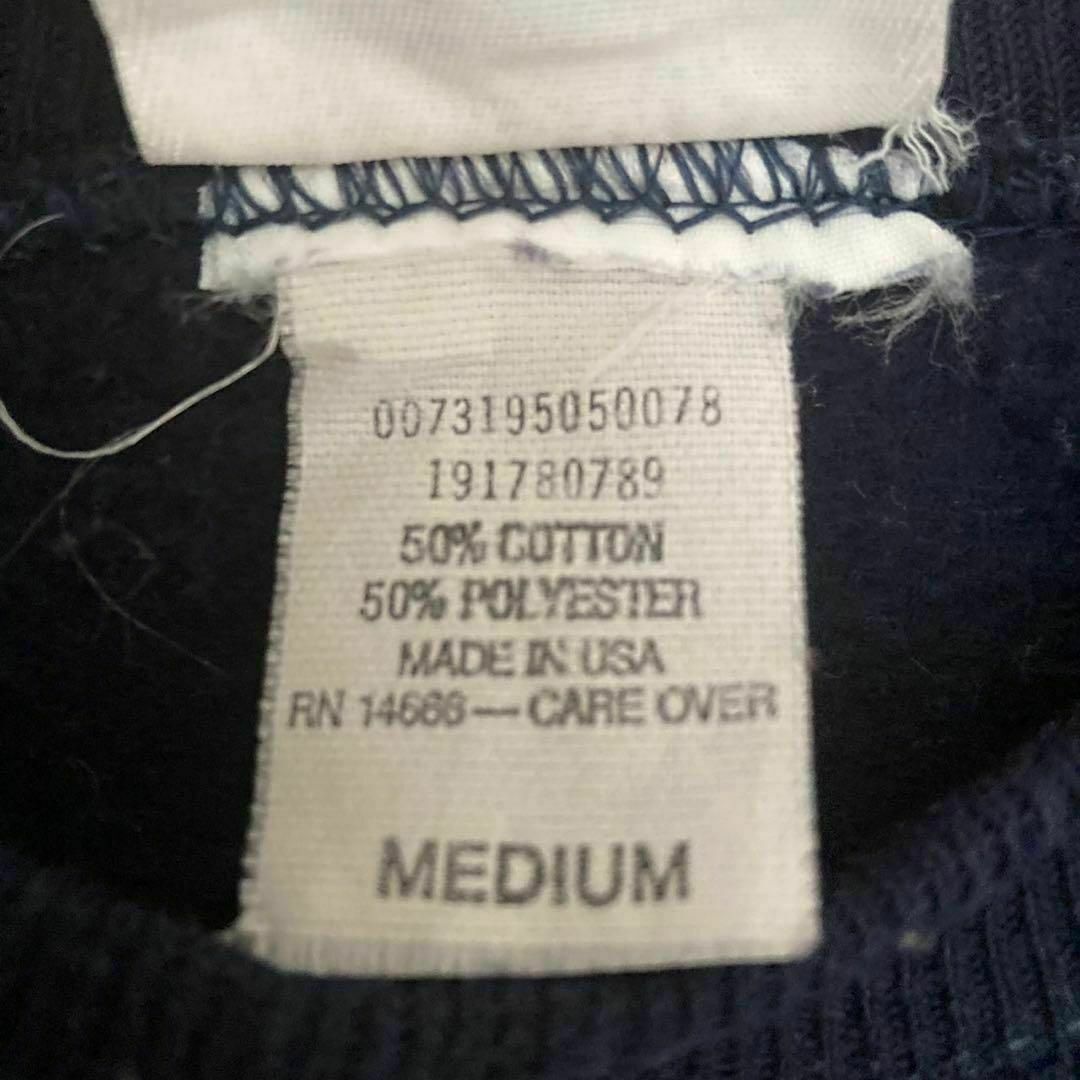 0073195050078
191780789
50% COTTON
50% POLYESTER
MADE IN USA
RN 14666 — CARE OVER
MEDIUM